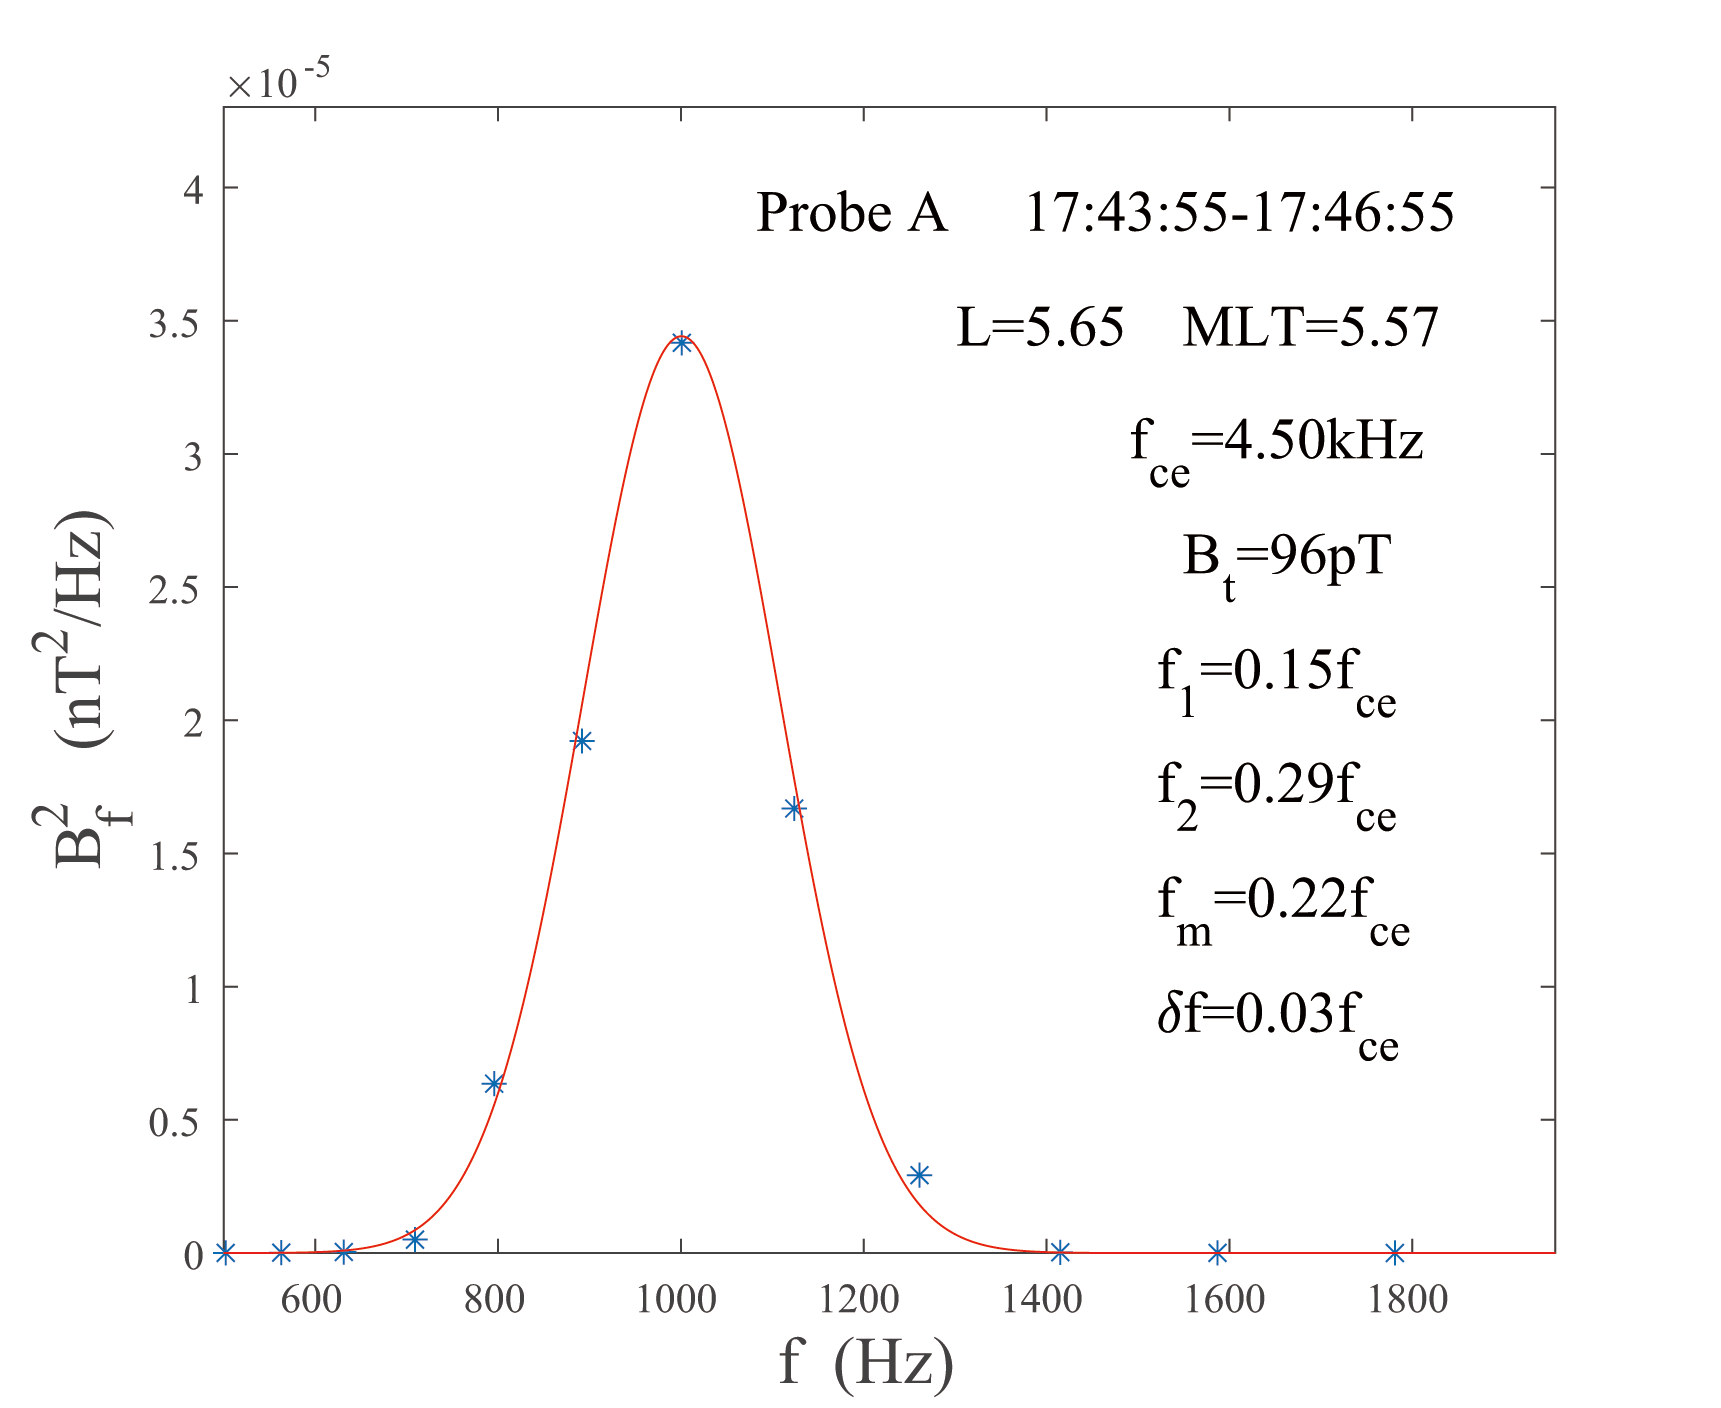 ×10^-5
4
Probe A 17:43:55-17:46:55
3.5
L=5.65 MLT=5.57
3
f_ce=4.50kHz
2.5
B_t=96pT
2
f_1=0.15f_ce
f_2=0.29f_ce
1.5
f_m=0.22f_ce
1
δf=0.03f_ce
0.5
0
B_f^2 (nT^2/Hz)
600 800 1000 1200 1400 1600 1800
f (Hz)